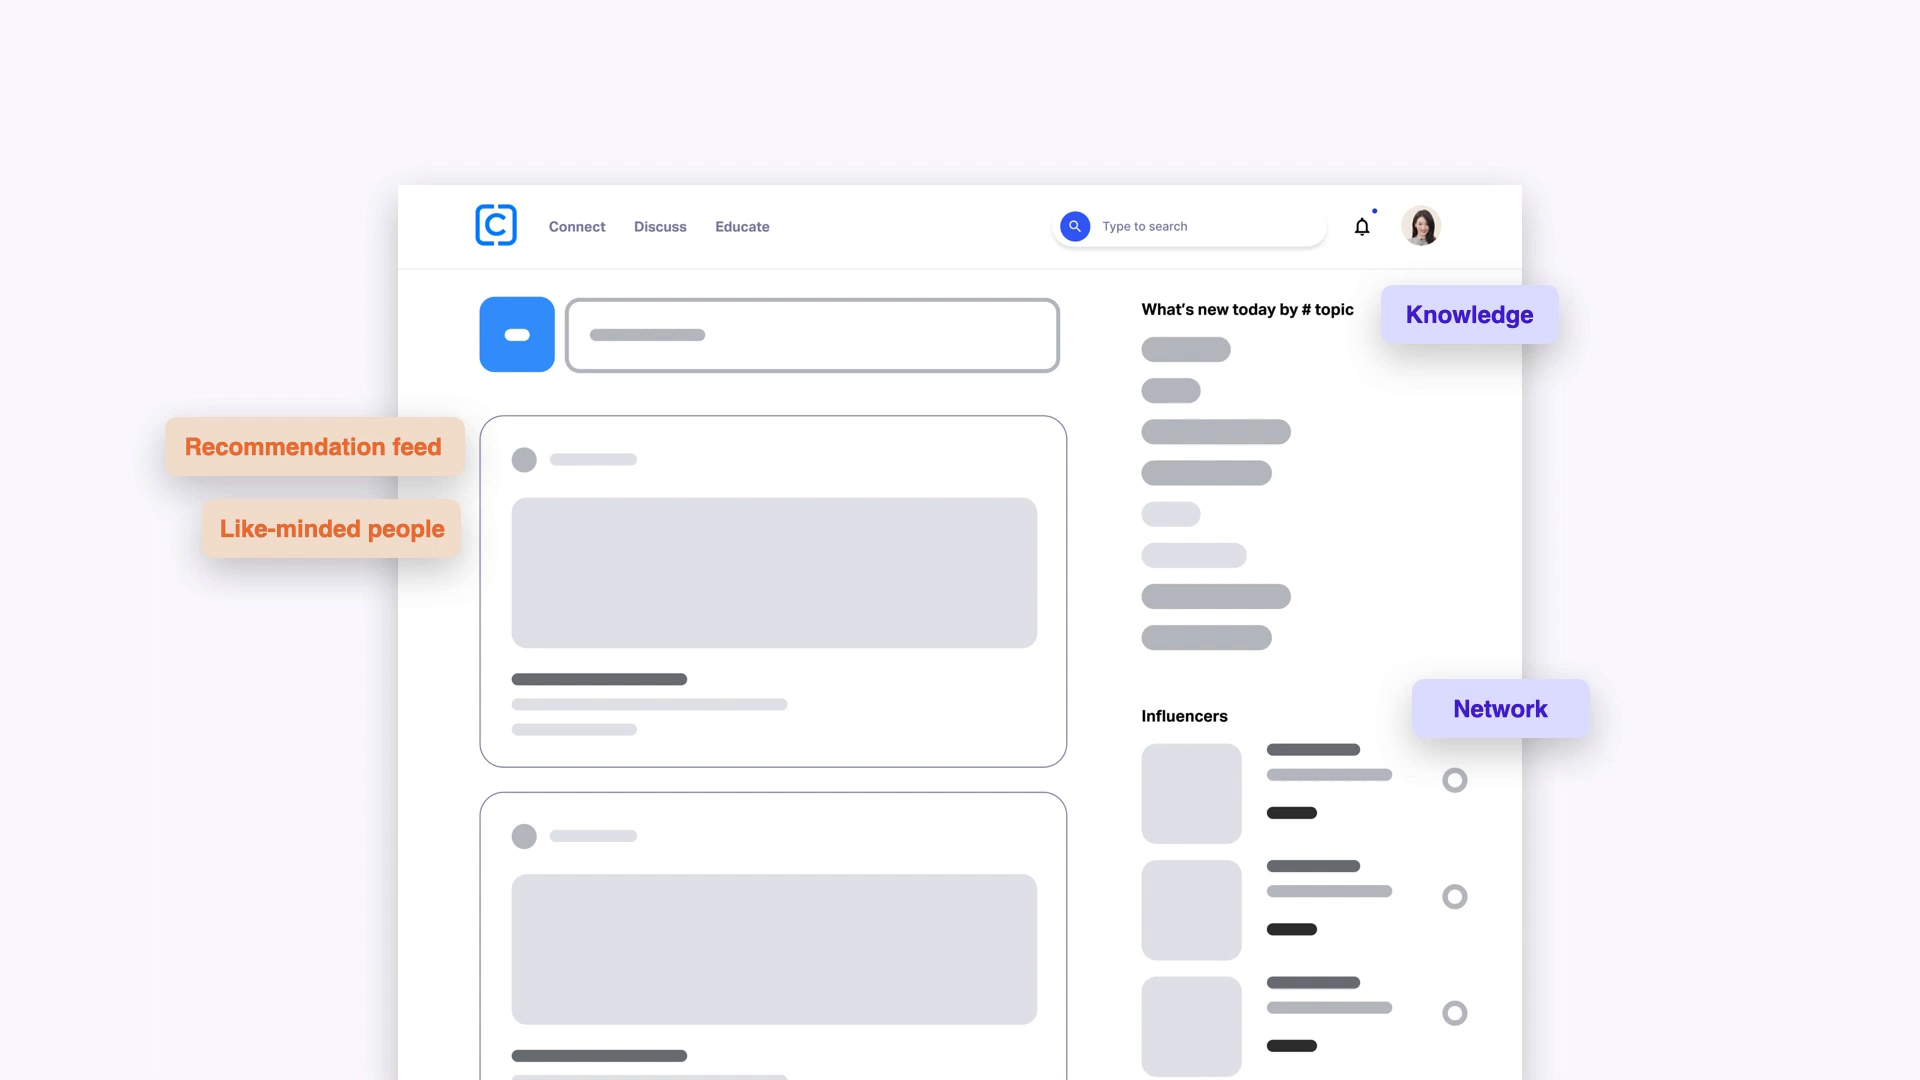 C
Connect
Discuss
Educate
Type to search
What's new today by # topic
Knowledge
Recommendation feed
Like-minded people
Network
Influencers